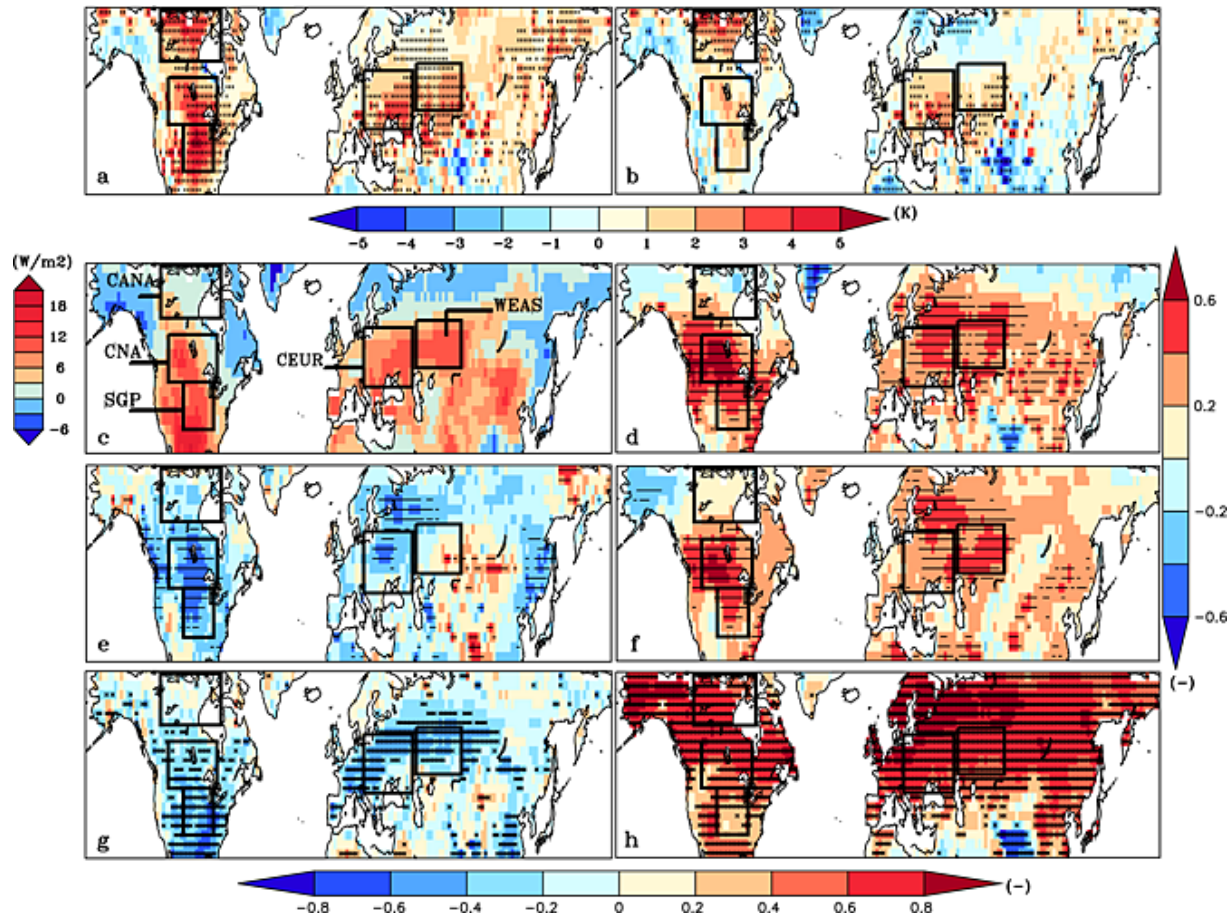 a
b
(K)
-5 -4 -3 -2 -1 0 1 2 3 4 5
(W/m2)
18
12
6
0
-6
CANA
CNA
SGP
CEUR
WEAS
c
d
0.6
0.2
-0.2
-0.6
(-)
e
f
g
h
-0.8 -0.6 -0.4 -0.2 0 0.2 0.4 0.6 0.8
(-)